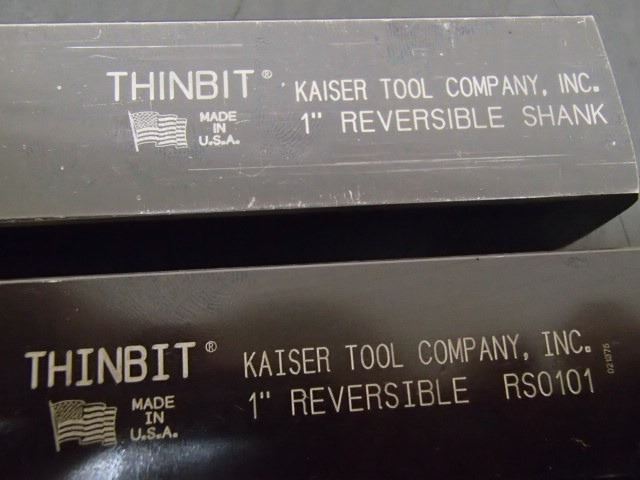 THINBIT® KAISER TOOL COMPANY, INC.
MADE IN U.S.A. 1" REVERSIBLE SHANK
THINBIT® KAISER TOOL COMPANY, INC.
MADE IN U.S.A. 1" REVERSIBLE RS0101
021375